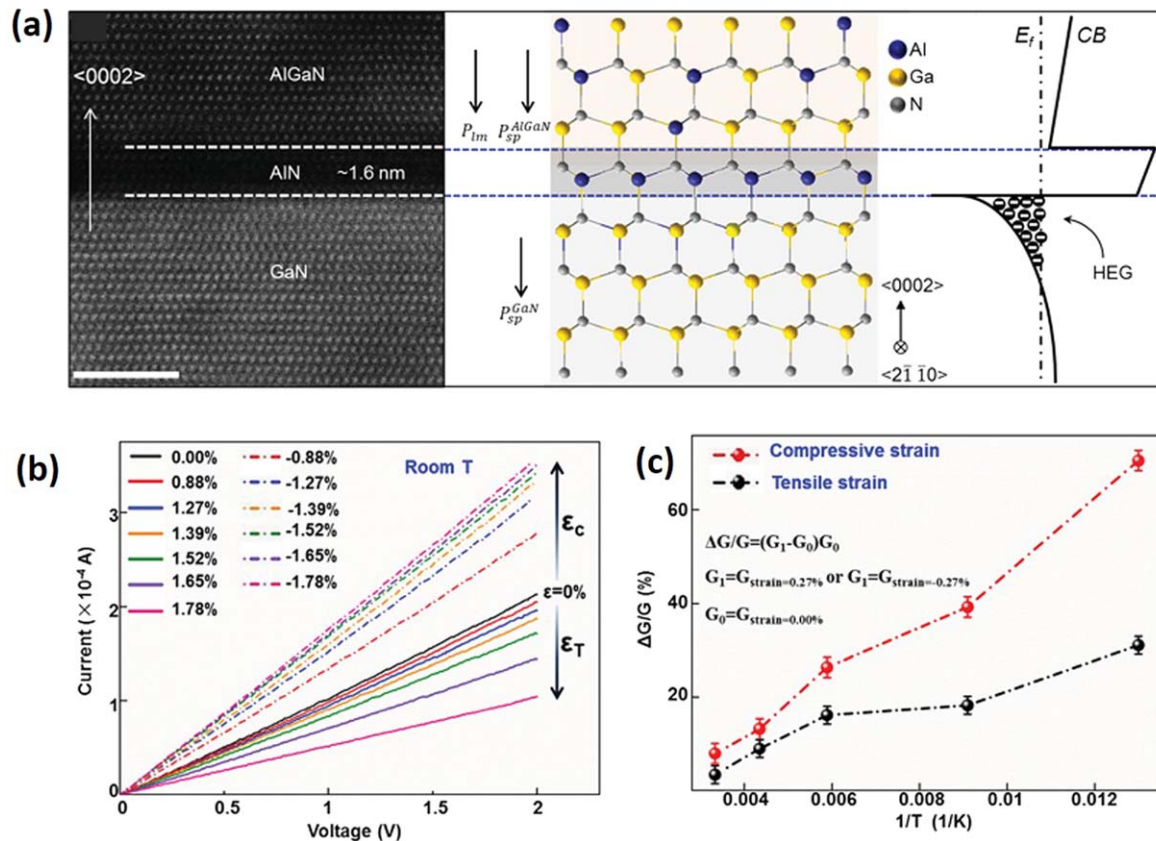 (a)
<0002>
AlGaN
AlN ~1.6 nm
GaN
P_lm P_sp^AlGaN
P_sp^GaN
Al
Ga
N
<0002>
<21̄1̄0>
E_f CB
HEG
(b)
Room T
0.00%
0.88%
1.27%
1.39%
1.52%
1.65%
1.78%
-0.88%
-1.27%
-1.39%
-1.52%
-1.65%
-1.78%
ε_C
ε=0%
ε_T
Current (×10⁻⁴ A)
3
2
1
0
0 0.5 1 1.5 2
Voltage (V)
(c)
Compressive strain
Tensile strain
ΔG/G=(G₁-G₀)G₀
G₁=G_strain=0.27% or G₁=G_strain=-0.27%
G₀=G_strain=0.00%
ΔG/G (%)
60
40
20
0.004 0.006 0.008 0.01 0.012
1/T (1/K)